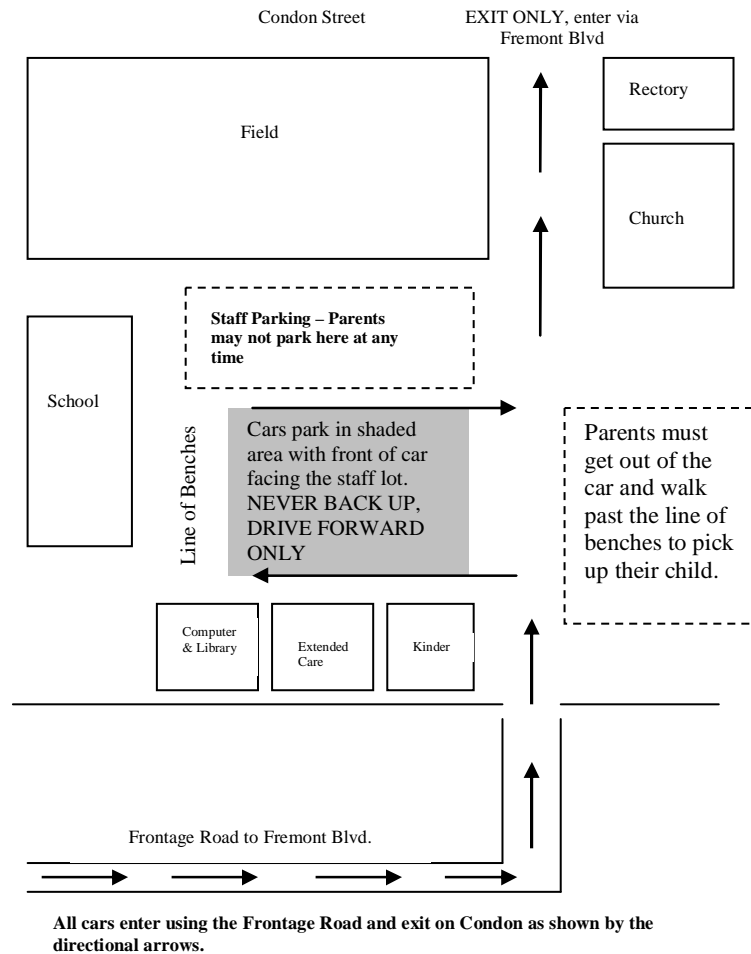 Condon Street
EXIT ONLY, enter via
Fremont Blvd
Rectory
Field
Church
Staff Parking – Parents
may not park here at any
time
School
Line of Benches
Cars park in shaded
area with front of car
facing the staff lot.
NEVER BACK UP,
DRIVE FORWARD
ONLY
Parents must
get out of the
car and walk
past the line of
benches to pick
up their child.
Computer
& Library
Extended
Care
Kinder
Frontage Road to Fremont Blvd.
All cars enter using the Frontage Road and exit on Condon as shown by the
directional arrows.